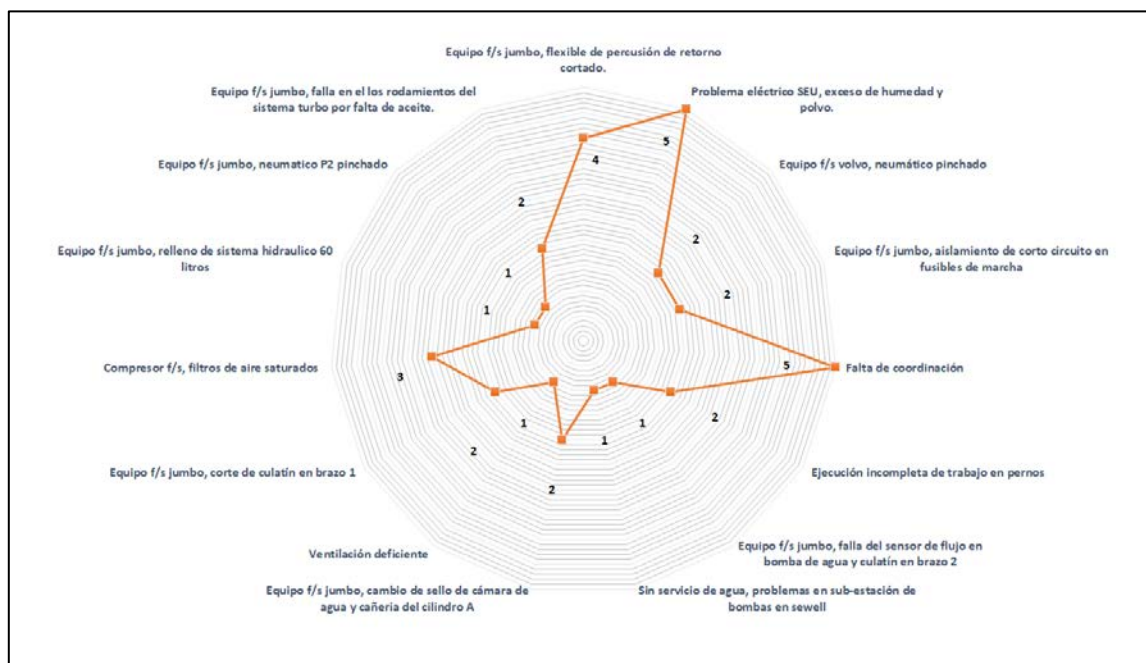 Equipo f/s jumbo, flexible de percusión de retorno
cortado.
Equipo f/s jumbo, falla en el los rodamientos del
sistema turbo por falta de aceite.
Problema eléctrico SEU, exceso de humedad y
polvo.
5
4
Equipo f/s jumbo, neumatico P2 pinchado
Equipo f/s volvo, neumático pinchado
2
2
Equipo f/s jumbo, relleno de sistema hidraulico 60
litros
Equipo f/s jumbo, aislamiento de corto circuito en
fusibles de marcha
1
2
1
Compresor f/s, filtros de aire saturados
Falta de coordinación
5
3
2
1
1
1
2
2
Equipo f/s jumbo, corte de culatín en brazo 1
Ejecución incompleta de trabajo en pernos
Ventilación deficiente
Equipo f/s jumbo, falla del sensor de flujo en
bomba de agua y culatín en brazo 2
Equipo f/s jumbo, cambio de sello de cámara de
agua y cañeria del cilindro A
Sin servicio de agua, problemas en sub-estación de
bombas en sewell